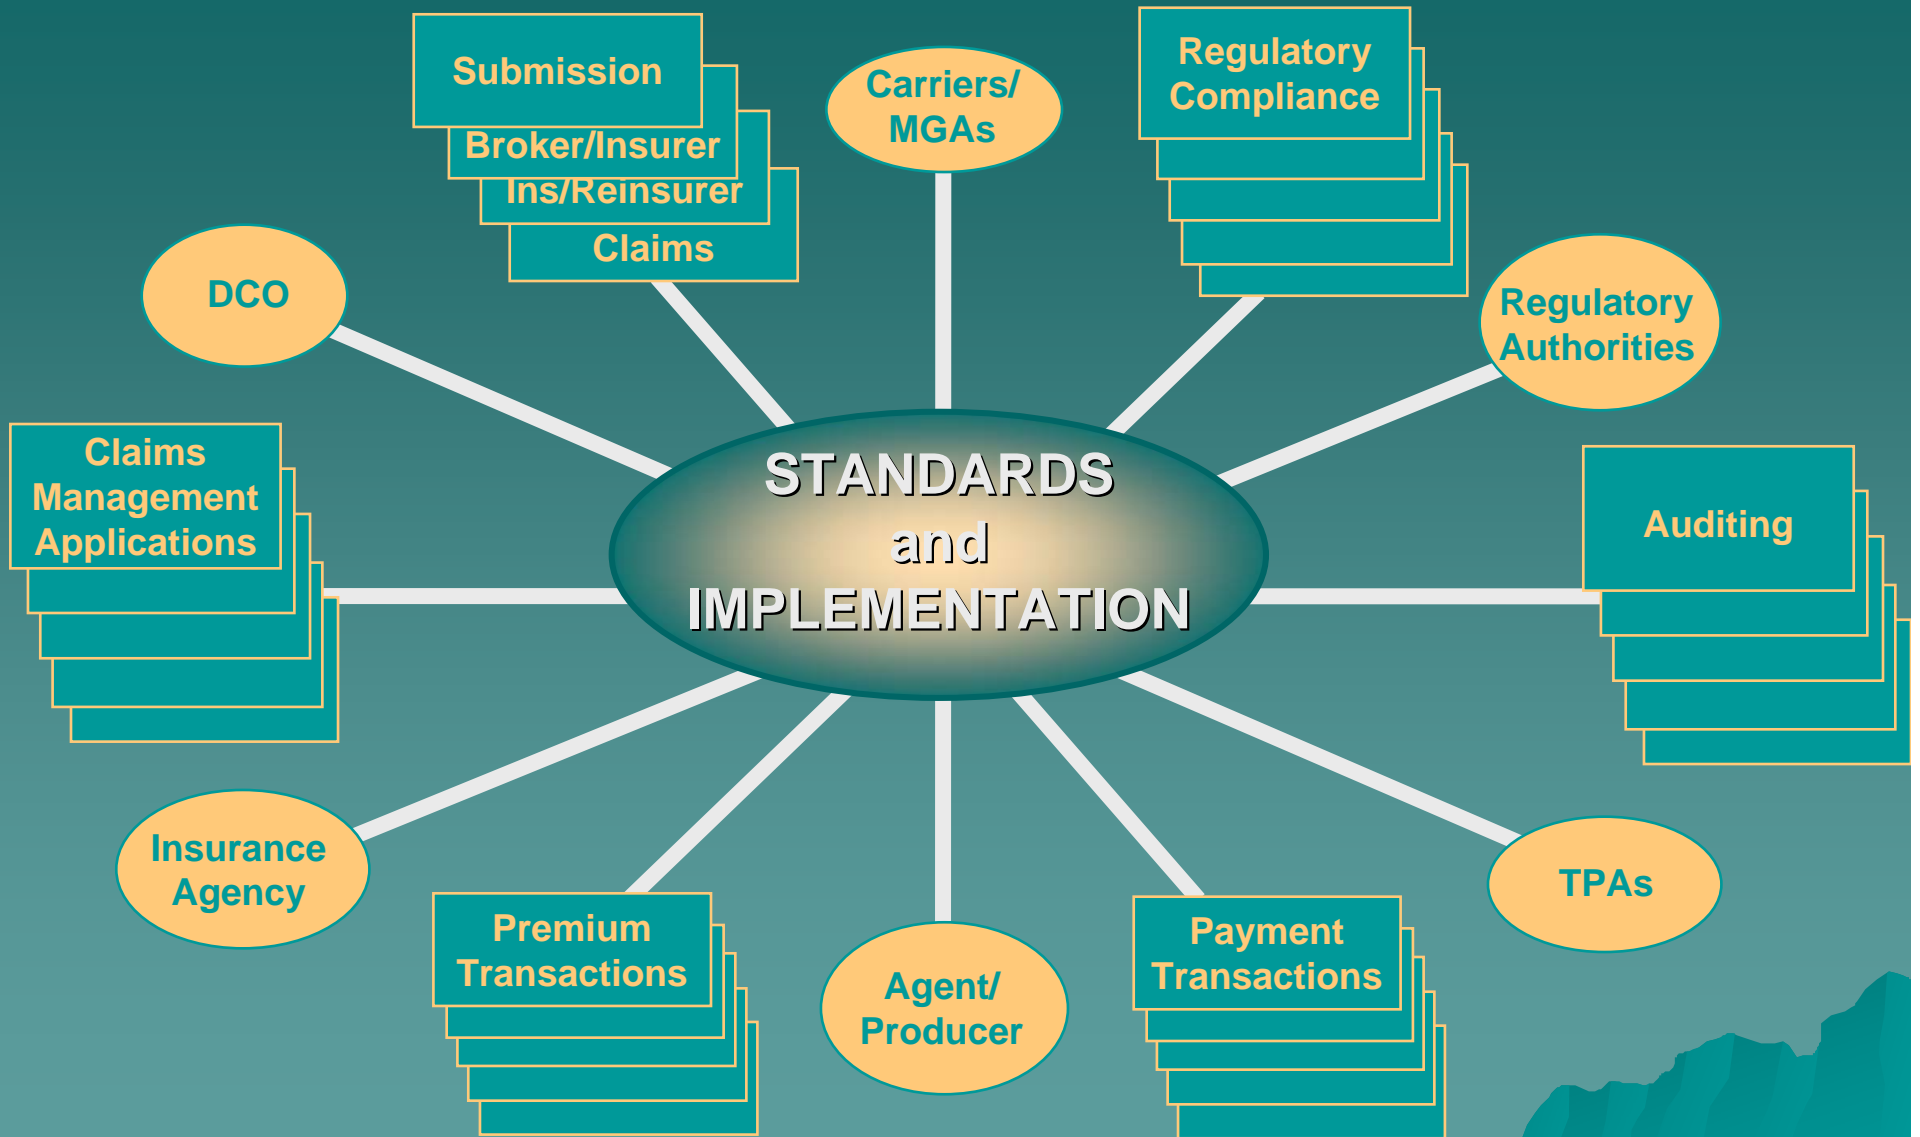 Submission
Broker/Insurer
Ins/Reinsurer
Claims
Carriers/
MGAs
Regulatory
Compliance
DCO
Regulatory
Authorities
Claims
Management
Applications
STANDARDS
and
IMPLEMENTATION
Auditing
Insurance
Agency
TPAs
Premium
Transactions
Agent/
Producer
Payment
Transactions